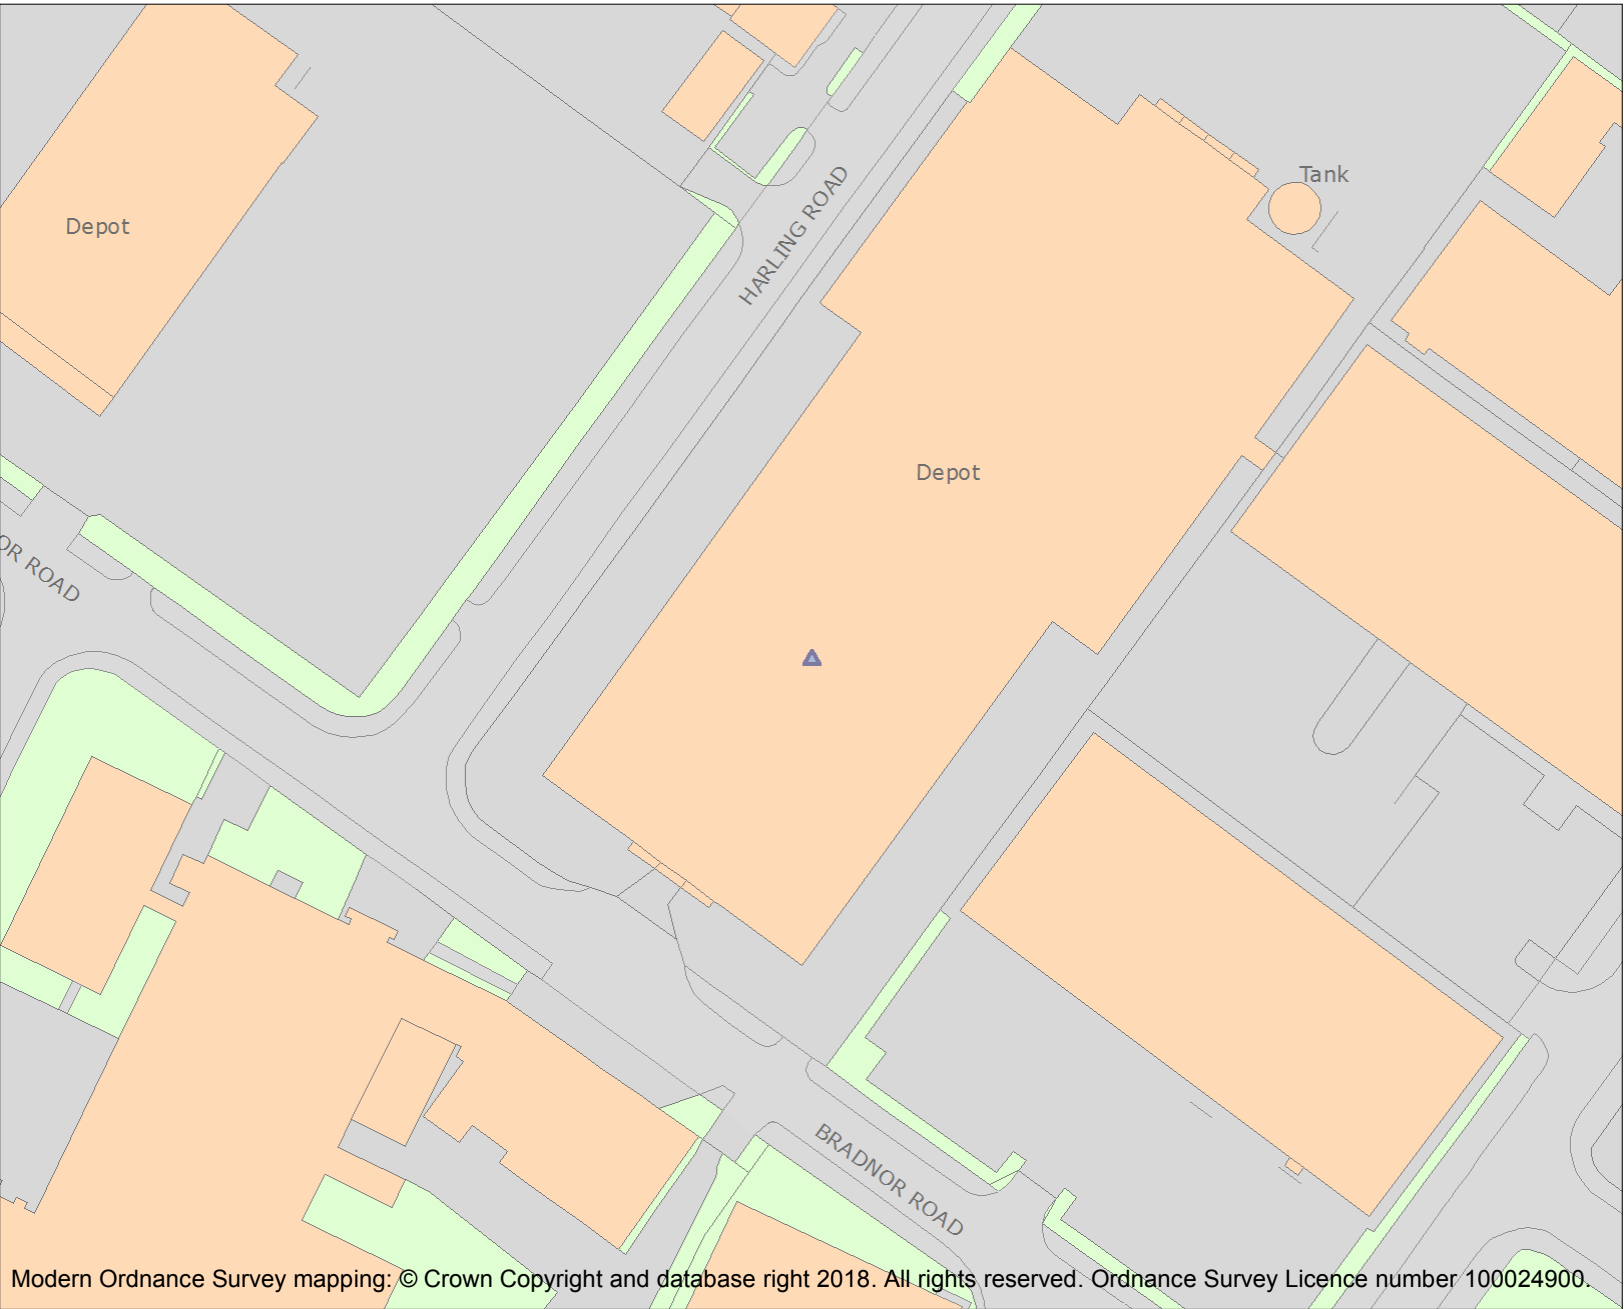 Tank
HARLING ROAD
Depot
Depot
OR ROAD
BRADNOR ROAD
Modern Ordnance Survey mapping: © Crown Copyright and database right 2018. All rights reserved. Ordnance Survey Licence number 100024900.